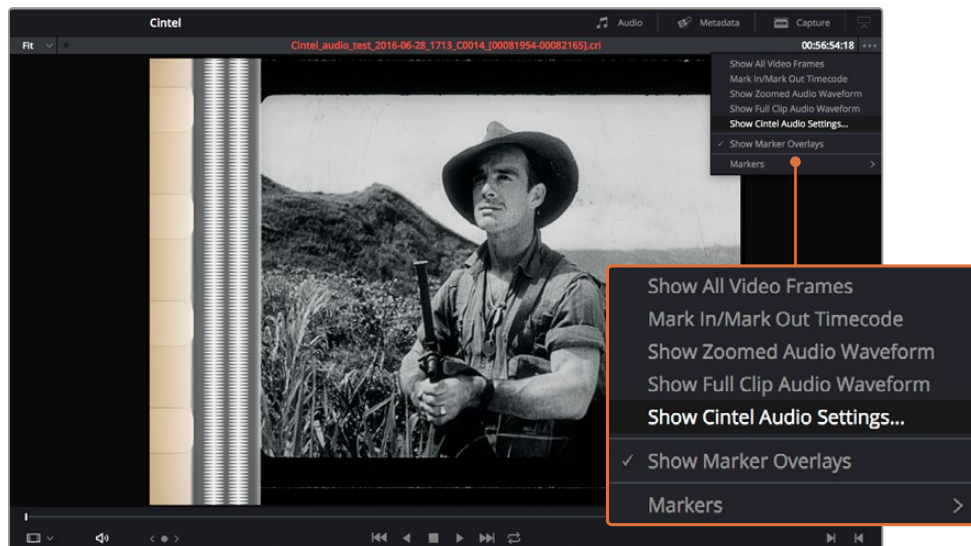 Cintel
Audio
Metadata
Capture
Fit
Cintel_audio_test_2016-06-28_1713_C0014_[00081954-00082165].cri
00:56:54:18
Show All Video Frames
Mark In/Mark Out Timecode
Show Zoomed Audio Waveform
Show Full Clip Audio Waveform
Show Cintel Audio Settings...
Show Marker Overlays
Markers
Show All Video Frames
Mark In/Mark Out Timecode
Show Zoomed Audio Waveform
Show Full Clip Audio Waveform
Show Cintel Audio Settings...
Show Marker Overlays
Markers